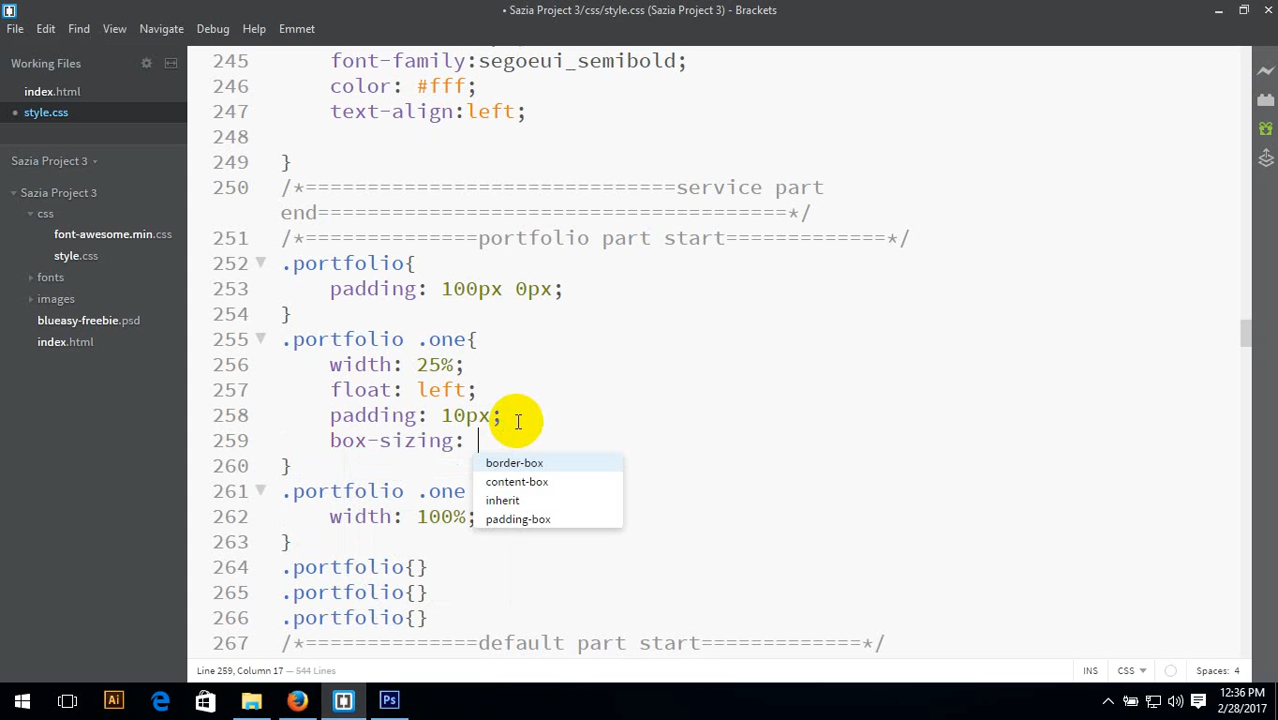 • Sazia Project 3/css/style.css (Sazia Project 3) - Brackets
File Edit Find View Navigate Debug Help Emmet
Working Files
index.html
• style.css
Sazia Project 3
Sazia Project 3
css
font-awesome.min.css
style.css
fonts
images
blueasy-freebie.psd
index.html
245 font-family:segoeui_semibold;
246 color: #fff;
247 text-align:left;
248
249 }
250 /*==============================service part
end======================================*/
251 /*=============portfolio part start=============*/
252 .portfolio{
253 padding: 100px 0px;
254 }
255 .portfolio .one{
256 width: 25%;
257 float: left;
258 padding: 10px;
259 box-sizing:
border-box
content-box
inherit
padding-box
260 }
261 .portfolio .one
262 width: 100%;
263 }
264 .portfolio{}
265 .portfolio{}
266 .portfolio{}
267 /*=============default part start=============*/
Line 259, Column 17 — 544 Lines
INS CSS Spaces: 4
Ai
Ps
12:36 PM
2/28/2017